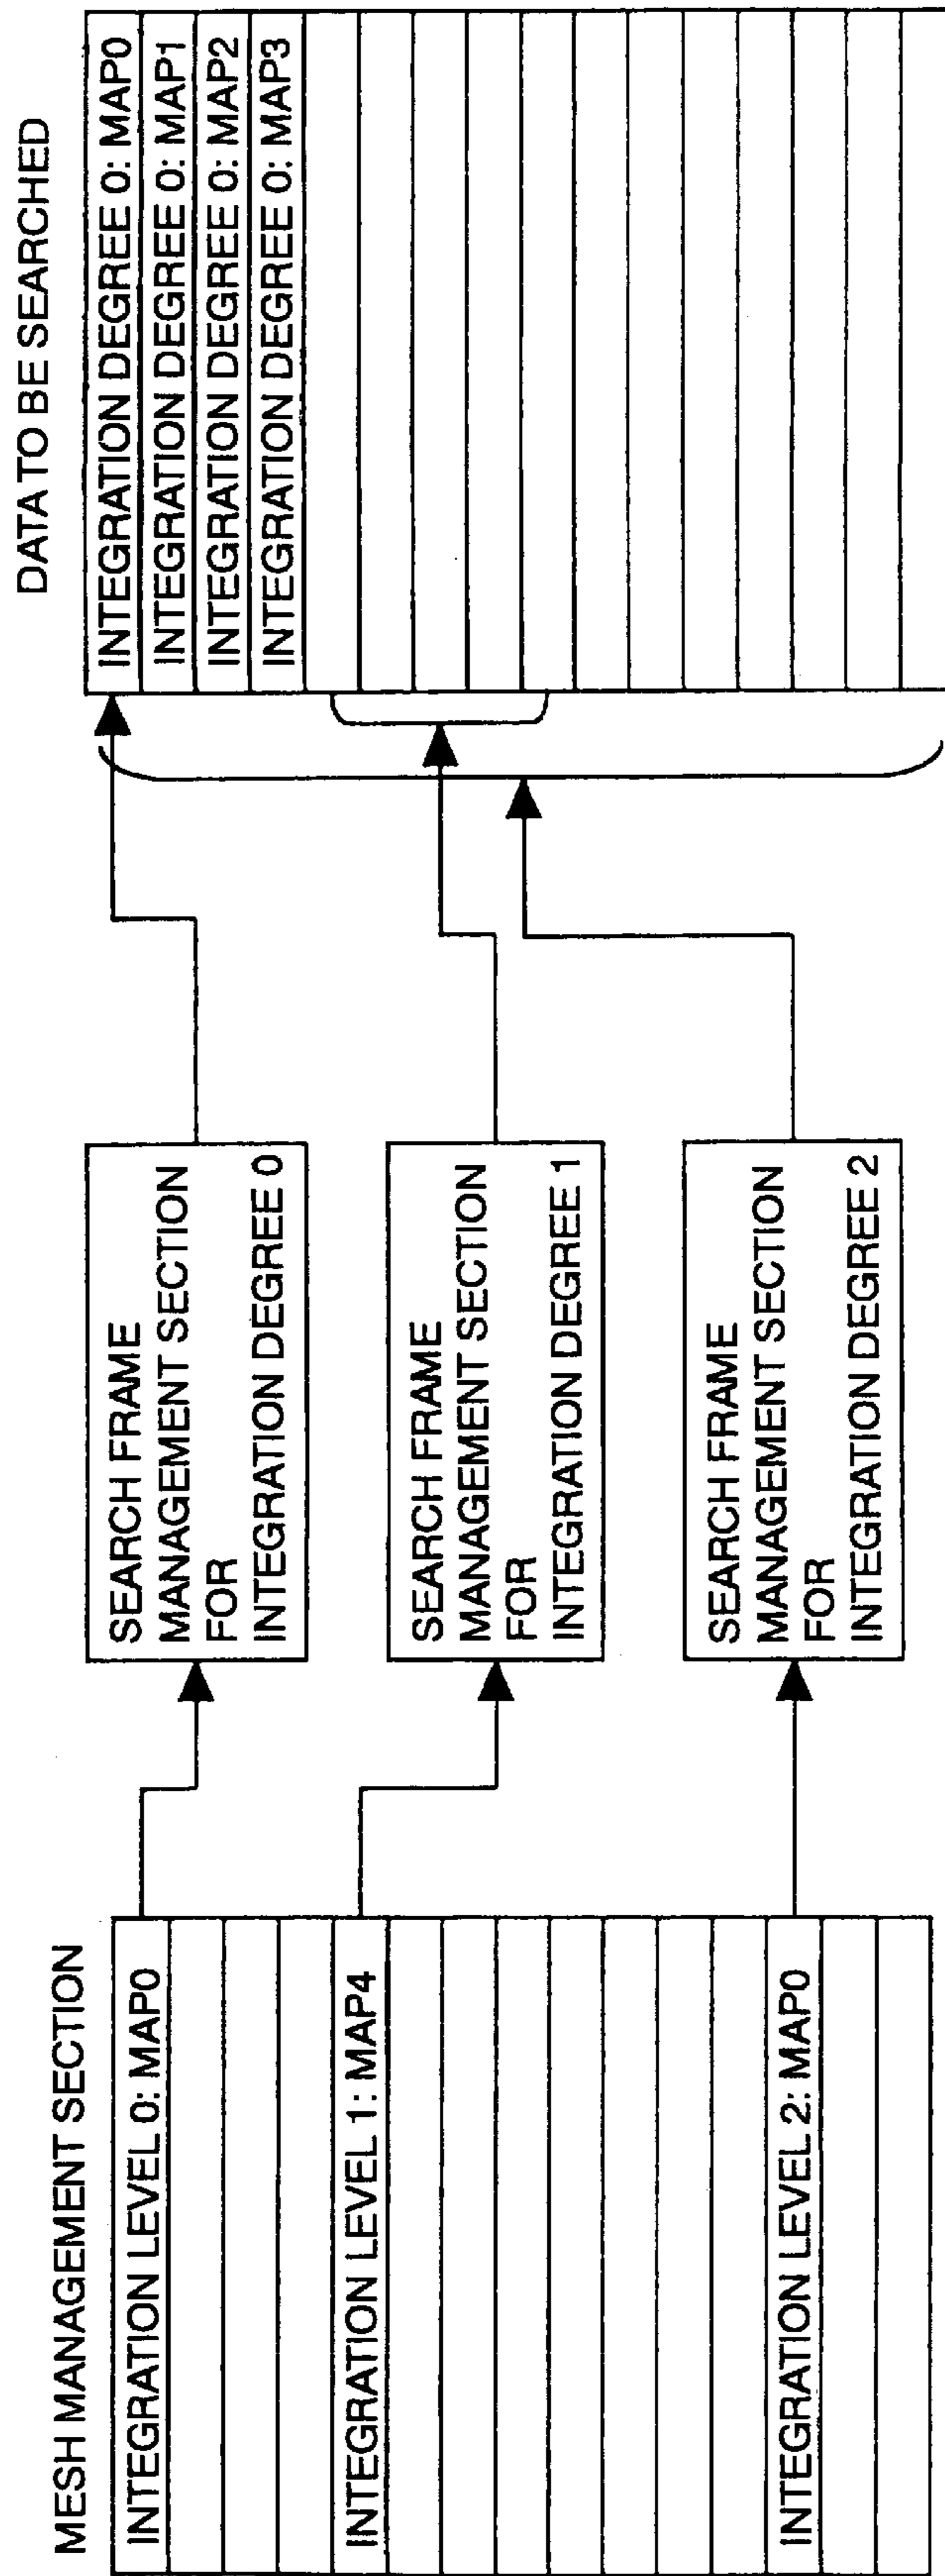 MESH MANAGEMENT SECTION
INTEGRATION LEVEL 0: MAP0
INTEGRATION LEVEL 1: MAP4
INTEGRATION LEVEL 2: MAP0
SEARCH FRAME
MANAGEMENT SECTION
FOR
INTEGRATION DEGREE 0
SEARCH FRAME
MANAGEMENT SECTION
FOR
INTEGRATION DEGREE 1
SEARCH FRAME
MANAGEMENT SECTION
FOR
INTEGRATION DEGREE 2
DATA TO BE SEARCHED
INTEGRATION DEGREE 0: MAP0
INTEGRATION DEGREE 0: MAP1
INTEGRATION DEGREE 0: MAP2
INTEGRATION DEGREE 0: MAP3